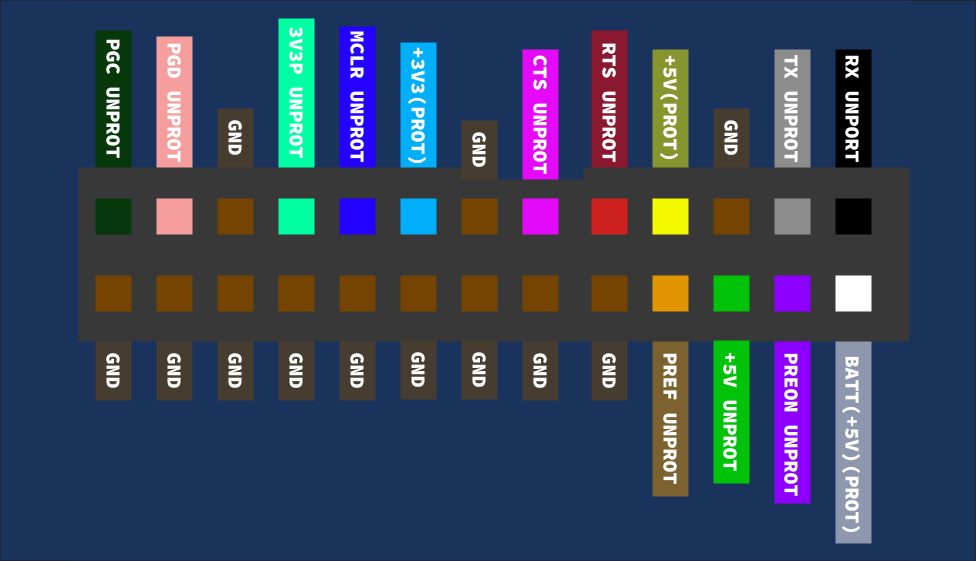 PGC UNPROT
PGD UNPROT
GND
3V3P UNPROT
MCLR UNPROT
+3V3(PROT)
GND
CTS UNPROT
RTS UNPROT
+5V(PROT)
GND
TX UNPROT
RX UNPORT
GND
GND
GND
GND
GND
GND
GND
GND
GND
PREF UNPROT
+5V UNPROT
PREON UNPROT
BATT(+5V)(PROT)